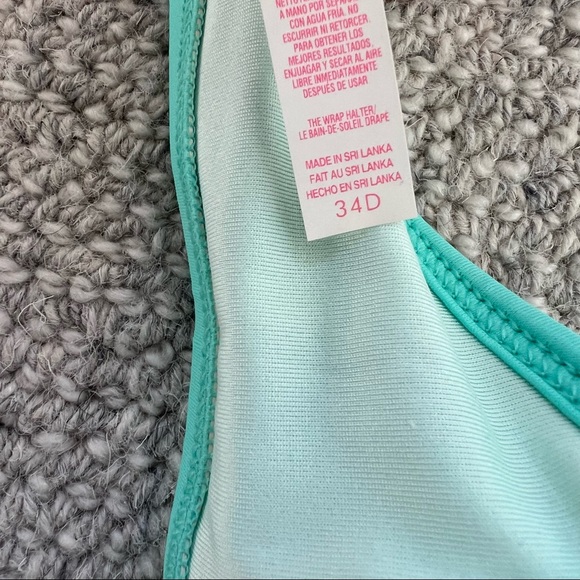 A MANO POR SEPARADO
CON AGUA FRÍA. NO
ESCURRIR NI RETORCER.
PARA OBTENER LOS
MEJORES RESULTADOS,
ENJUAGAR Y SECAR AL AIRE
LIBRE INMEDIATAMENTE
DESPUÉS DE USAR
THE WRAP HALTER/
LE BAIN-DE-SOLEIL DRAPÉ
MADE IN SRI LANKA
FAIT AU SRI LANKA
HECHO EN SRI LANKA
34D